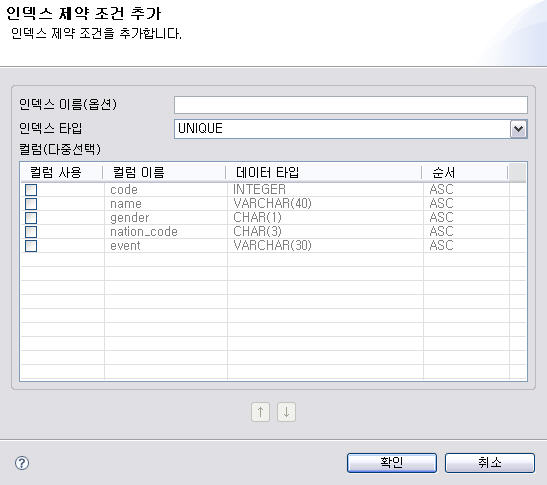 인덱스 제약 조건 추가
인덱스 제약 조건을 추가합니다.
인덱스 이름(옵션)
인덱스 타입 UNIQUE
컬럼(다중선택)
컬럼 사용 컬럼 이름 데이터 타입 순서
code INTEGER ASC
name VARCHAR(40) ASC
gender CHAR(1) ASC
nation_code CHAR(3) ASC
event VARCHAR(30) ASC
확인 취소